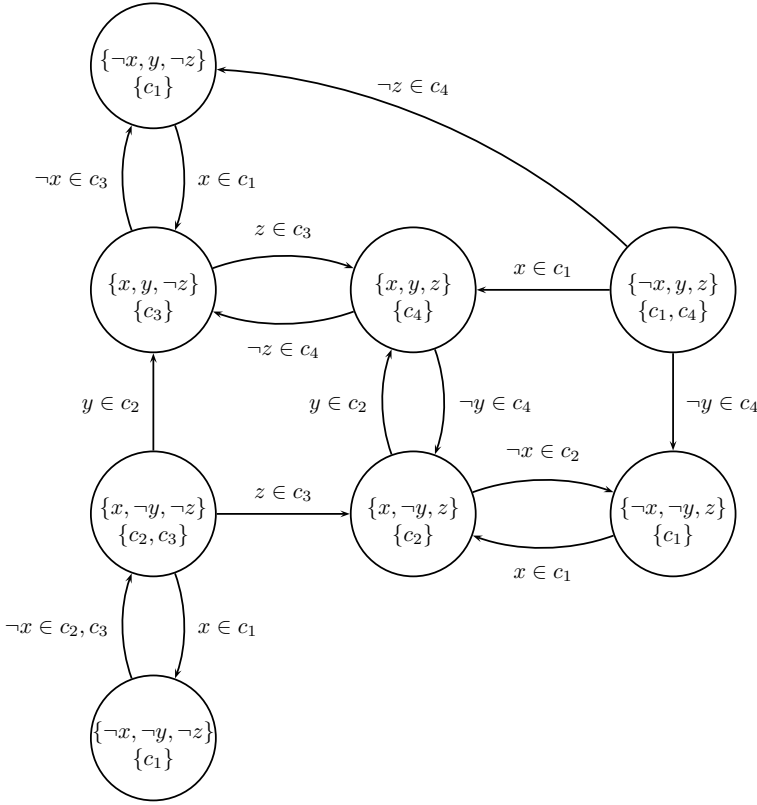 {¬x, y, ¬z}
{c₁}
¬z ∈ c₄
¬x ∈ c₃
x ∈ c₁
z ∈ c₃
{x, y, ¬z}
{c₃}
{x, y, z}
{c₄}
x ∈ c₁
{¬x, y, z}
{c₁, c₄}
¬z ∈ c₄
y ∈ c₂
y ∈ c₂
¬y ∈ c₄
¬y ∈ c₄
¬x ∈ c₂
{x, ¬y, ¬z}
{c₂, c₃}
z ∈ c₃
{x, ¬y, z}
{c₂}
{¬x, ¬y, z}
{c₁}
x ∈ c₁
¬x ∈ c₂, c₃
x ∈ c₁
{¬x, ¬y, ¬z}
{c₁}